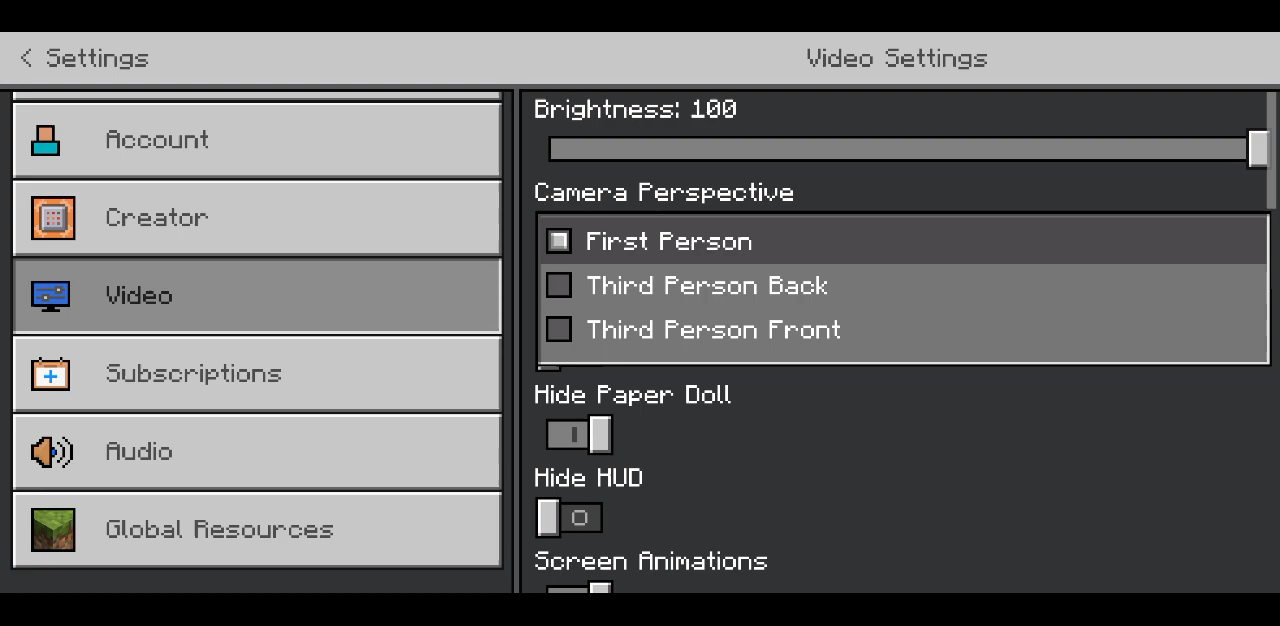 < Settings
Video Settings
Account
Creator
Video
Subscriptions
Audio
Global Resources
Brightness: 100
Camera Perspective
First Person
Third Person Back
Third Person Front
Hide Paper Doll
Hide HUD
Screen Animations